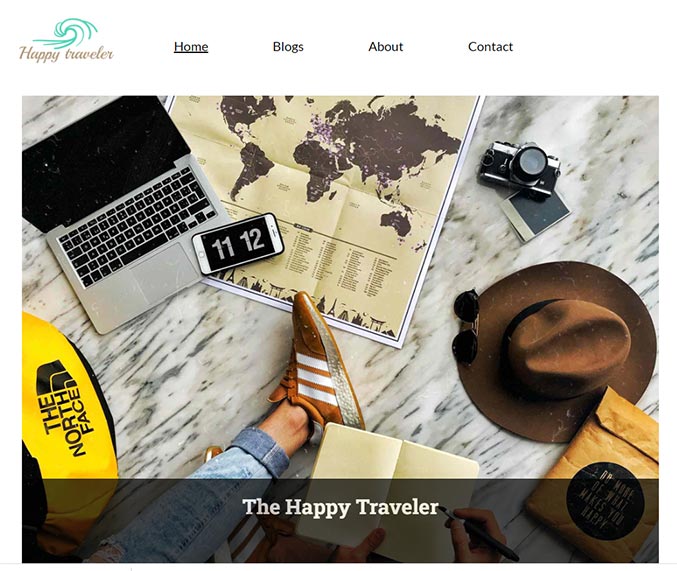 Happy traveler
Home
Blogs
About
Contact
11 12
THE
NORTH
FACE
DO MORE
OF WHAT
MAKES YOU
HAPPY
The Happy Traveler